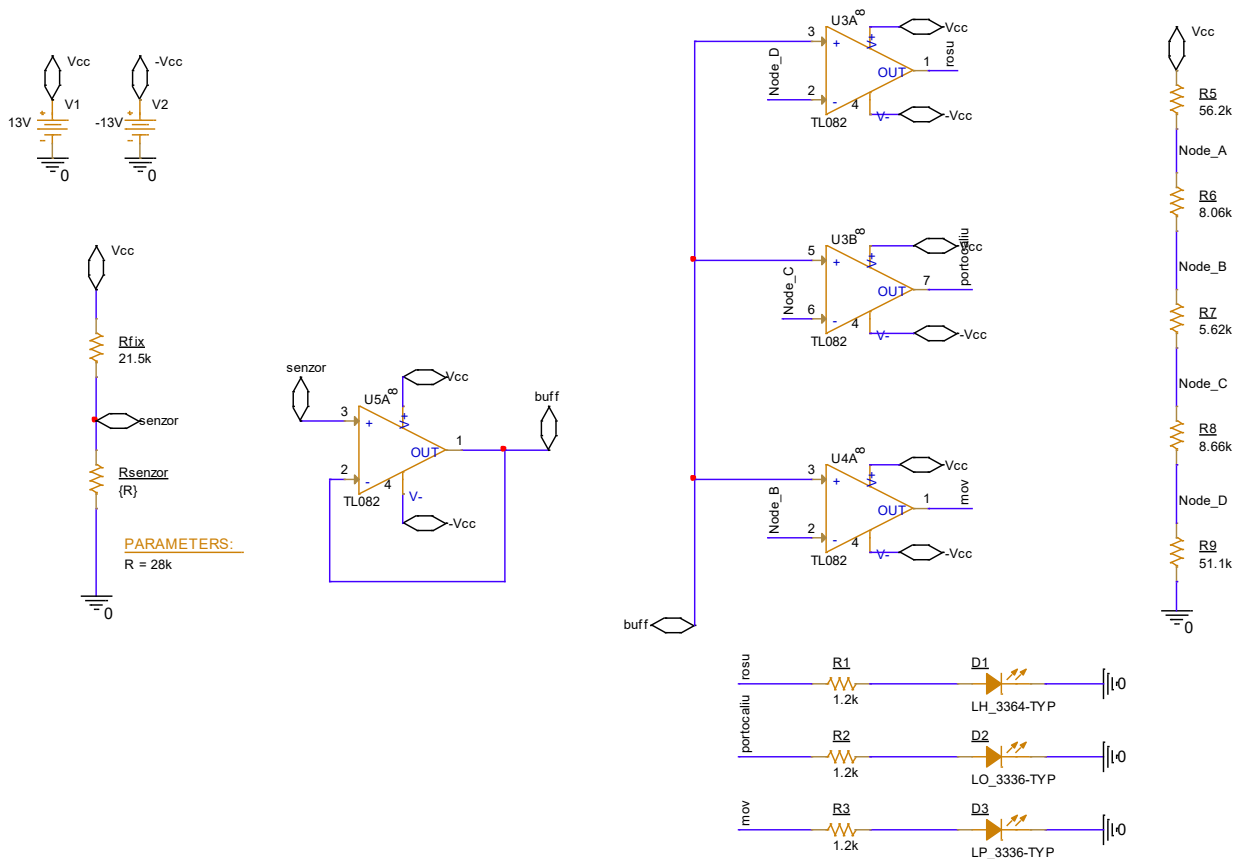 Vcc
-Vcc
V1
V2
13V
-13V
0
0
Vcc
Rfix
21.5k
senzor
Rsenzor
{R}
PARAMETERS:
R = 28k
0
senzor
U5A
8
Vcc
3
+
V+
1
OUT
2
-
4
V-
TL082
-Vcc
buff
U3A
8
Vcc
3
+
V+
rosu
1
OUT
Node_D
2
-
4
V-
-Vcc
TL082
U3B
8
Vcc
portocaliu
5
+
V+
7
OUT
Node_C
6
-
4
V-
-Vcc
TL082
U4A
8
Vcc
3
+
V+
mov
1
OUT
Node_B
2
-
4
V-
-Vcc
TL082
buff
Vcc
R5
56.2k
Node_A
R6
8.06k
Node_B
R7
5.62k
Node_C
R8
8.66k
Node_D
R9
51.1k
0
rosu
R1
1.2k
D1
LH_3364-TYP
0
portocaliu
R2
1.2k
D2
LO_3336-TYP
0
mov
R3
1.2k
D3
LP_3336-TYP
0